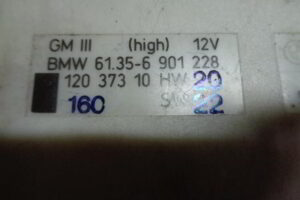 GM III (high) 12V
BMW 61.35-6 901 228
120 373 10 HW 20
160 SW 22